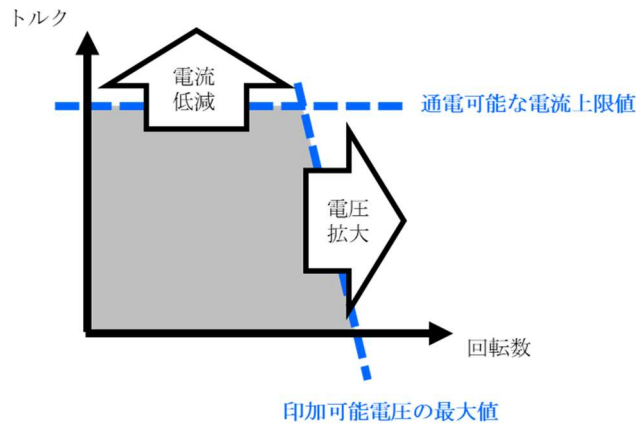 トルク
電流
低減
通電可能な電流上限値
電圧
拡大
回転数
印加可能電圧の最大値